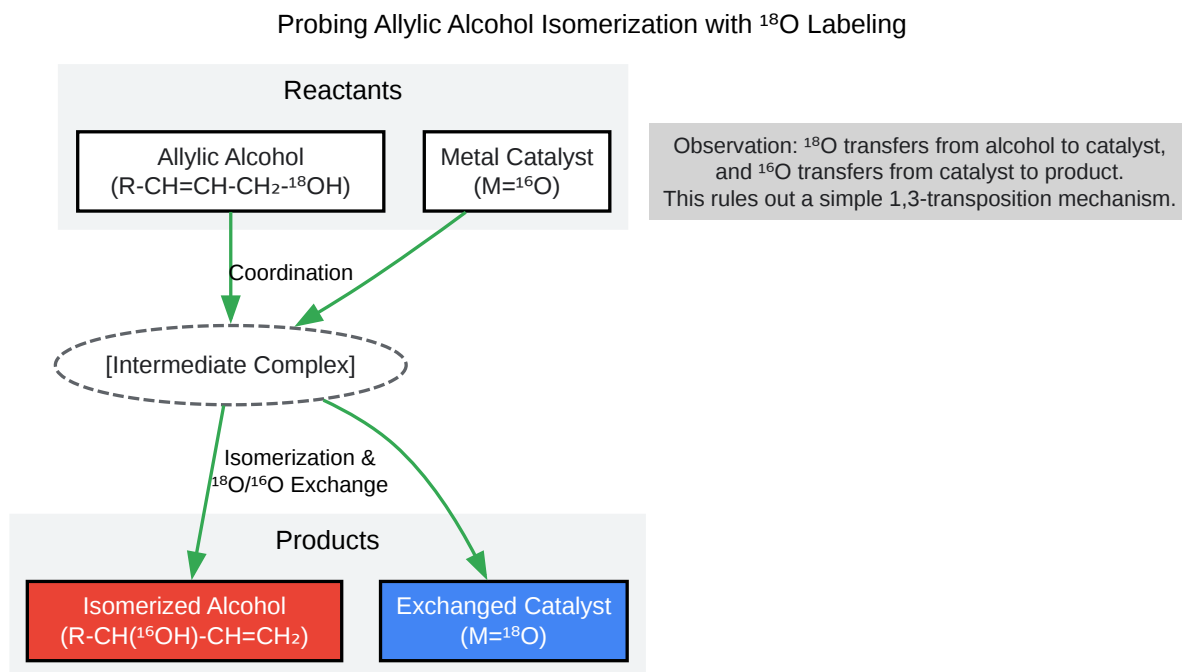 Probing Allylic Alcohol Isomerization with ¹⁸O Labeling
Reactants
Allylic Alcohol
(R-CH=CH-CH₂-¹⁸OH)
Metal Catalyst
(M=¹⁶O)
Observation: ¹⁸O transfers from alcohol to catalyst,
and ¹⁶O transfers from catalyst to product.
This rules out a simple 1,3-transposition mechanism.
Coordination
[Intermediate Complex]
Isomerization &
¹⁸O/¹⁶O Exchange
Products
Isomerized Alcohol
(R-CH(¹⁶OH)-CH=CH₂)
Exchanged Catalyst
(M=¹⁸O)